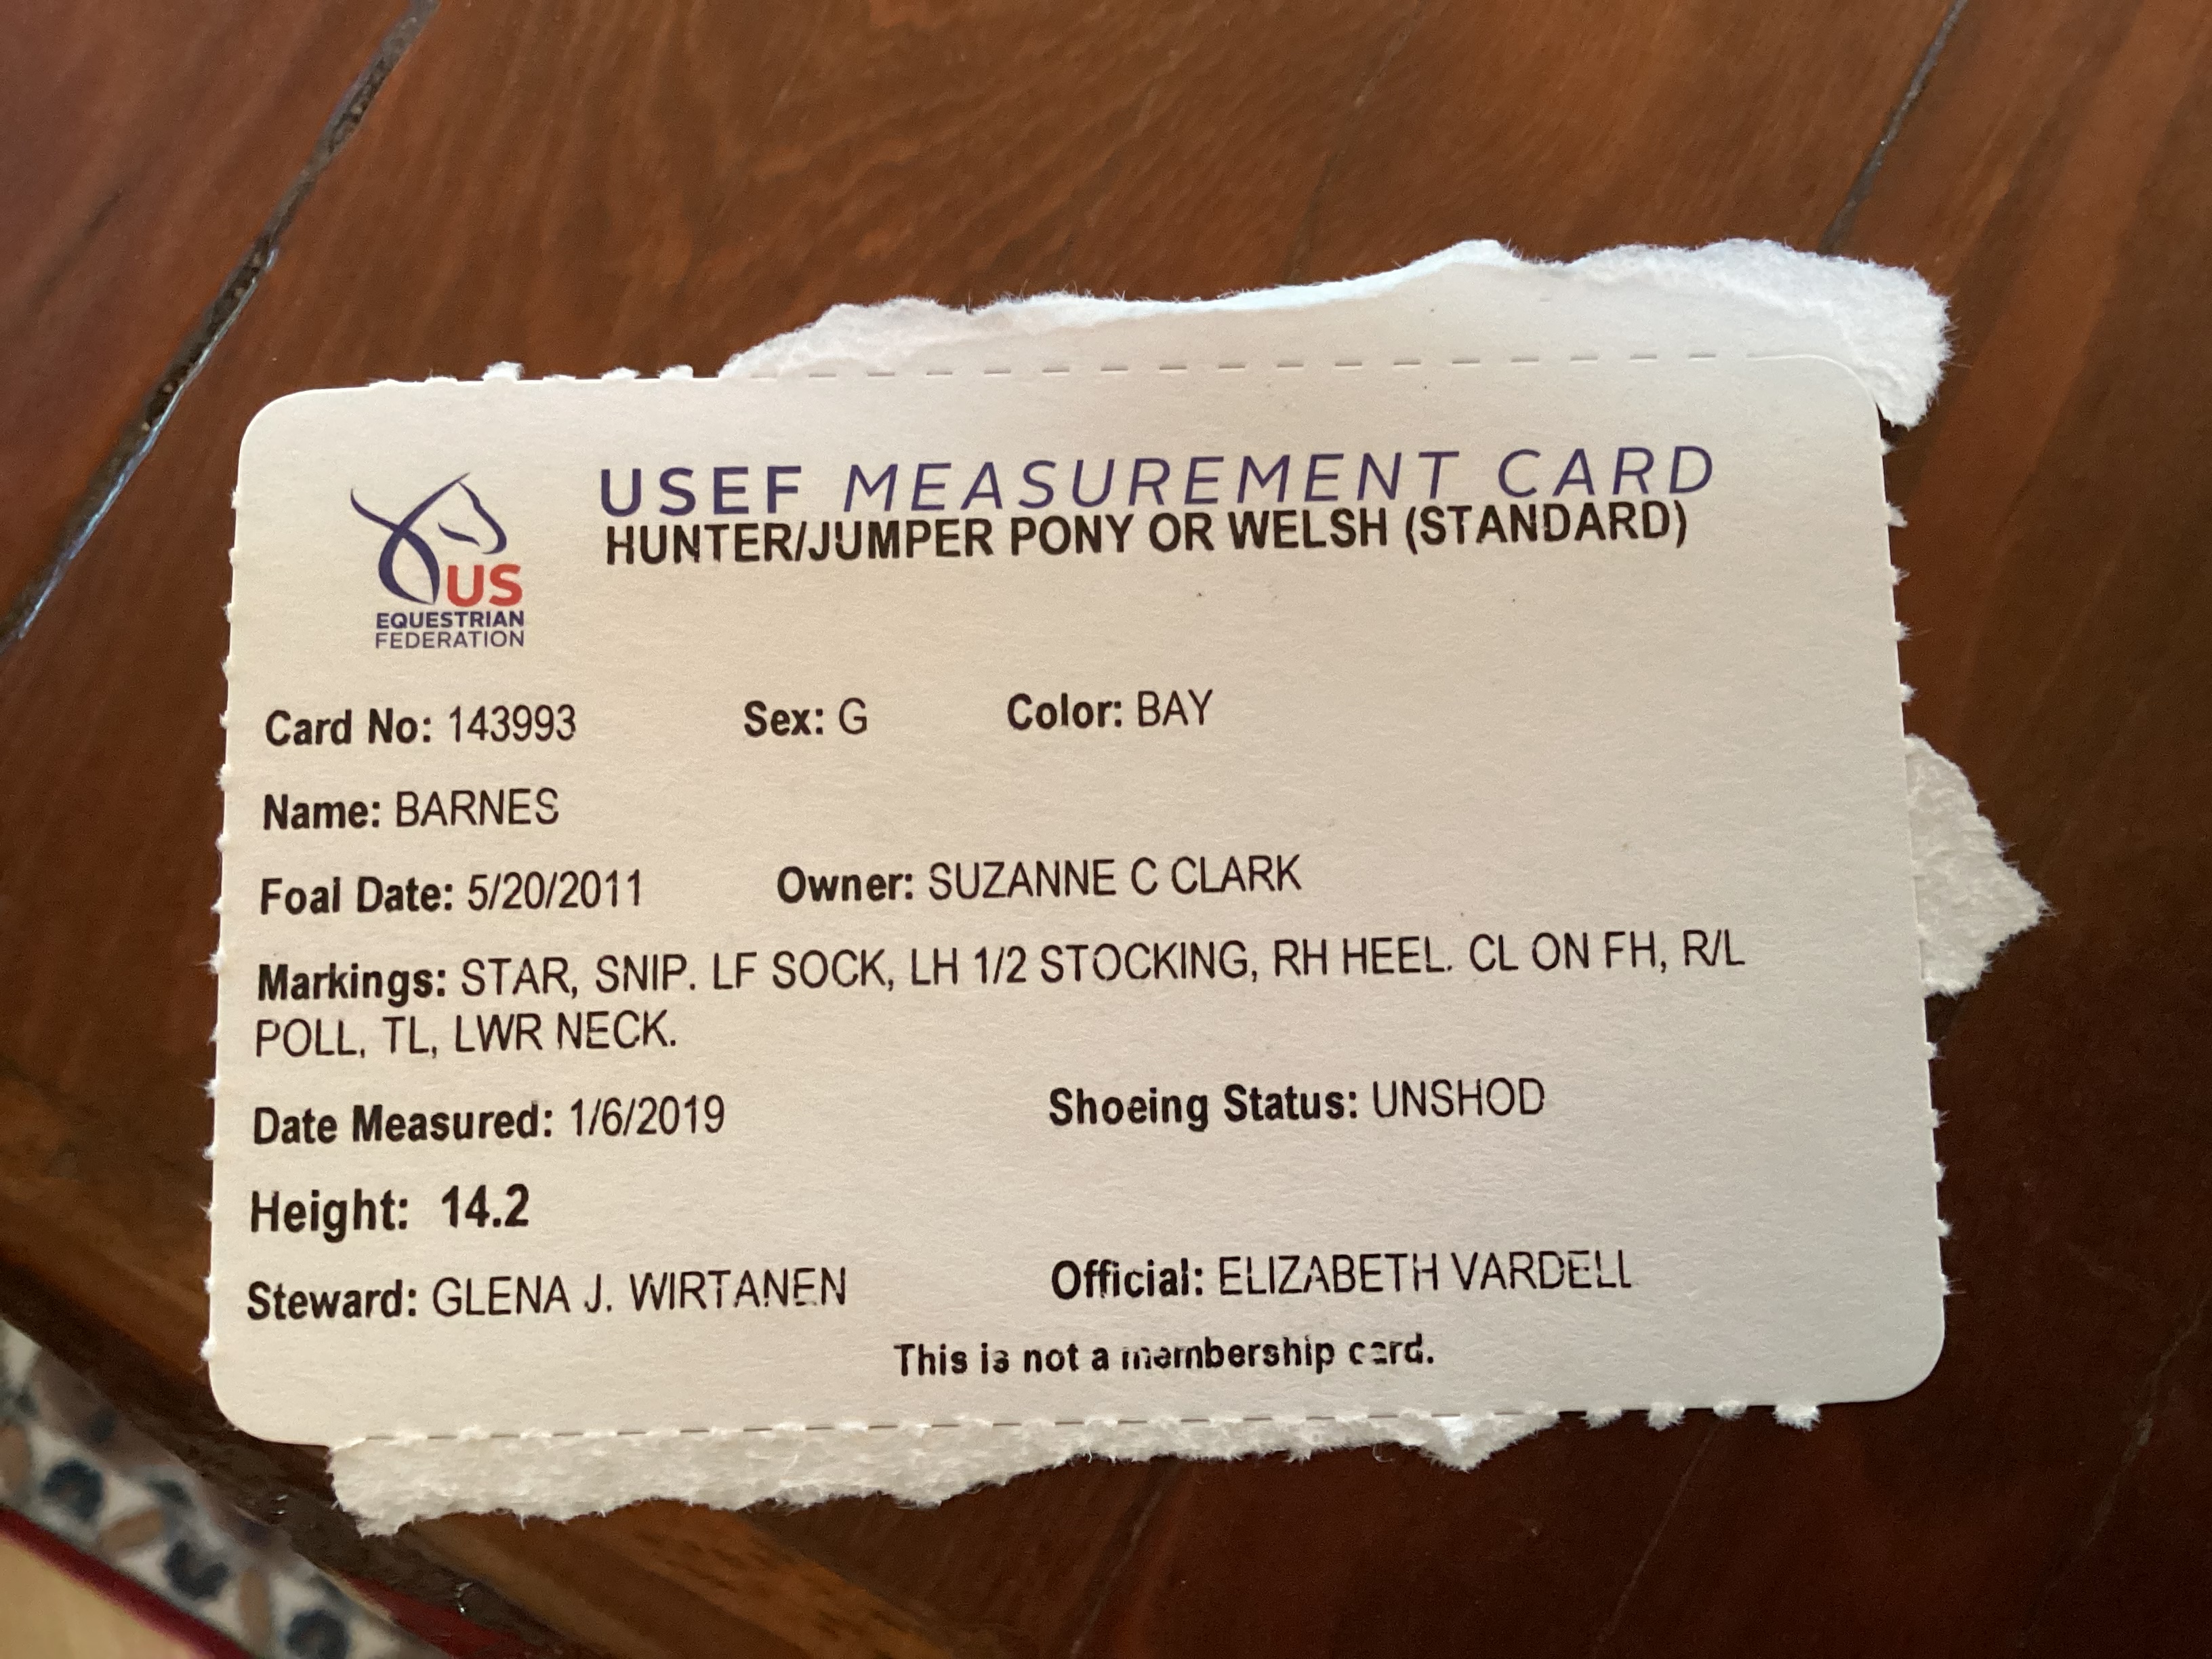 USEF MEASUREMENT CARD
HUNTER/JUMPER PONY OR WELSH (STANDARD)
US
EQUESTRIAN
FEDERATION
Card No: 143993 Sex: G Color: BAY
Name: BARNES
Foal Date: 5/20/2011 Owner: SUZANNE C CLARK
Markings: STAR, SNIP. LF SOCK, LH 1/2 STOCKING, RH HEEL. CL ON FH, R/L
POLL, TL, LWR NECK.
Date Measured: 1/6/2019 Shoeing Status: UNSHOD
Height: 14.2
Steward: GLENA J. WIRTANEN Official: ELIZABETH VARDELL
This is not a membership card.